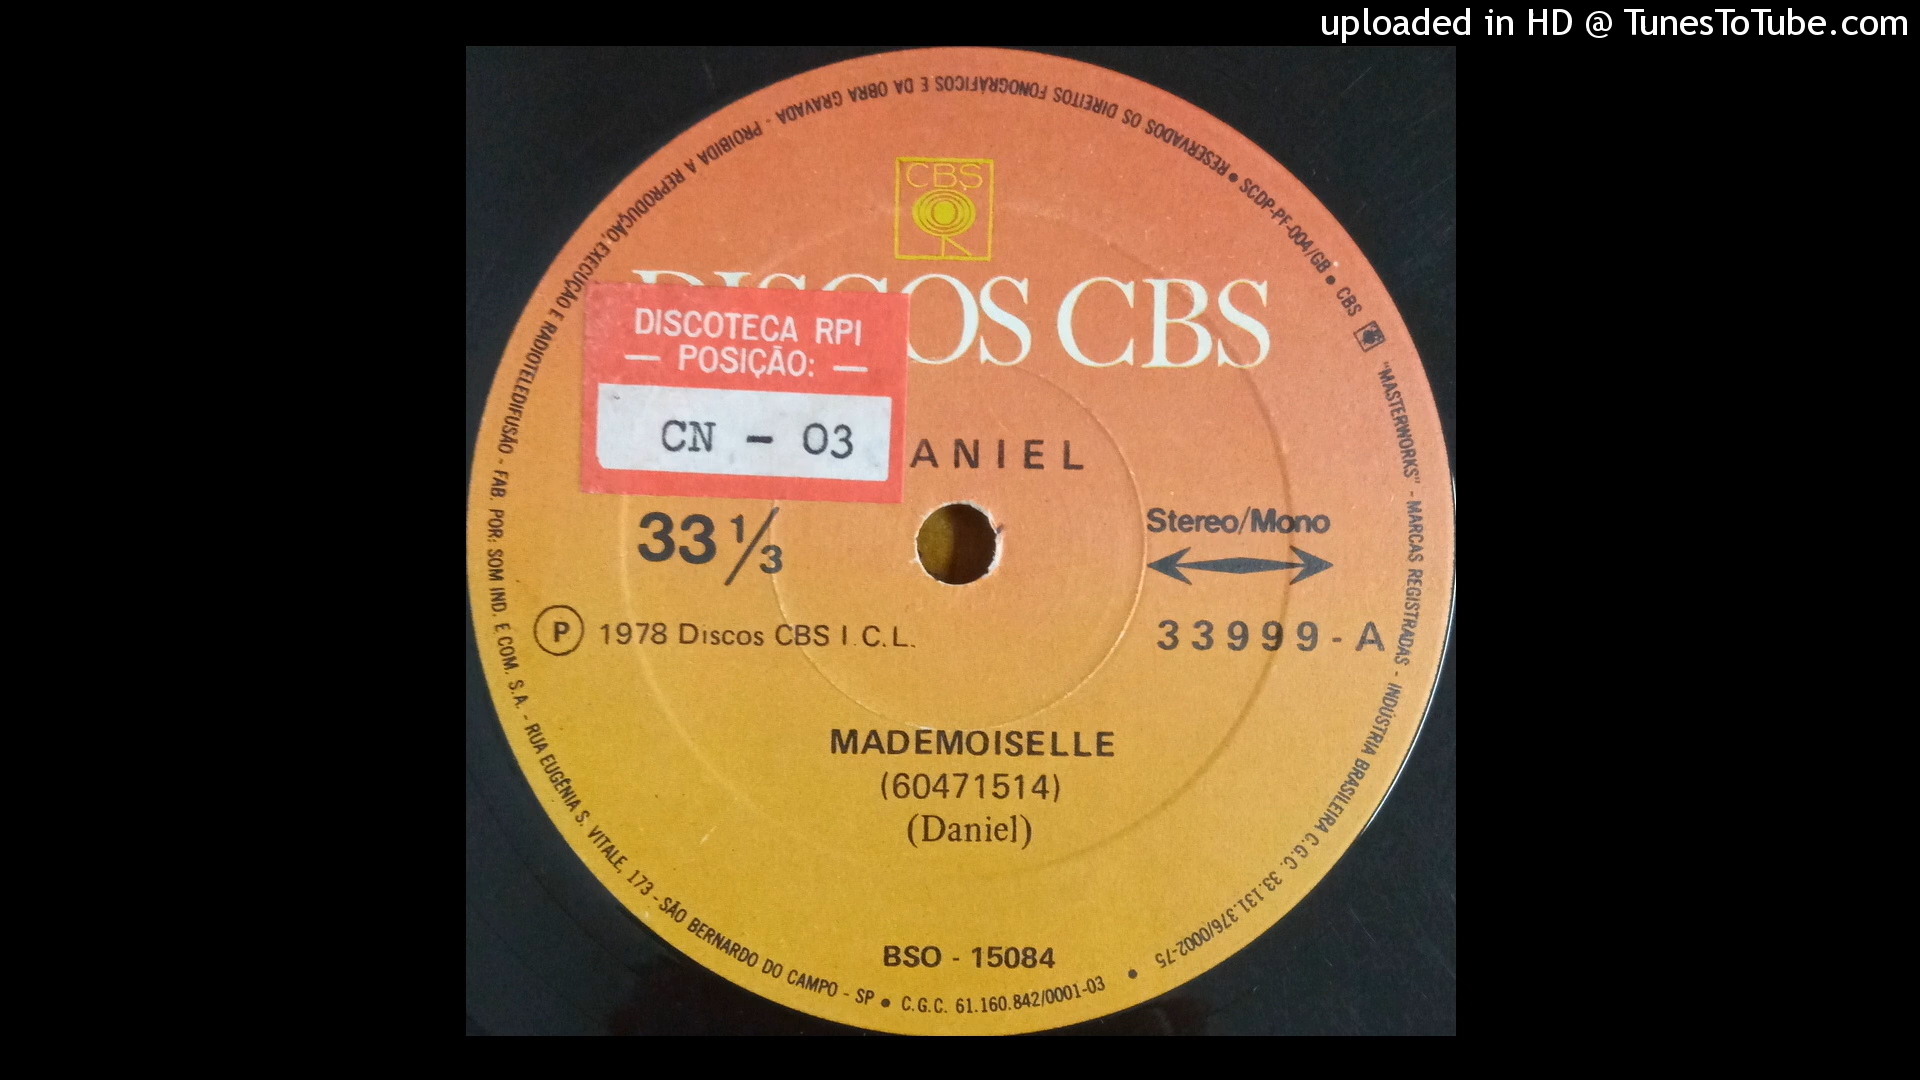 uploaded in HD @ TunesToTube.com
CBS
DISCOS CBS
DISCOTECA RPI
— POSIÇÃO: —
CN - 03
ANIEL
33 1/3
Stereo/Mono
P 1978 Discos CBS I.C.L.
33999-A
MADEMOISELLE
(60471514)
(Daniel)
BSO - 15084
FAB. POR: SOM IND. E COM. S.A. - RUA EUGÊNIA S. VITALE, 173 - SÃO BERNARDO DO CAMPO - SP ● C.G.C. 61.160.842/0001-03 ●
PROIBIDA A REPRODUÇÃO, EXECUÇÃO E RADIOTELEDIFUSÃO -
RESERVADOS OS DIREITOS FONOGRÁFICOS E DA OBRA GRAVADA -
● SCDP-PF-004/GB ● CBS "MASTERWORKS" - MARCAS REGISTRADAS - INDÚSTRIA BRASILEIRA C.G.C. 33.131.376/0002-75